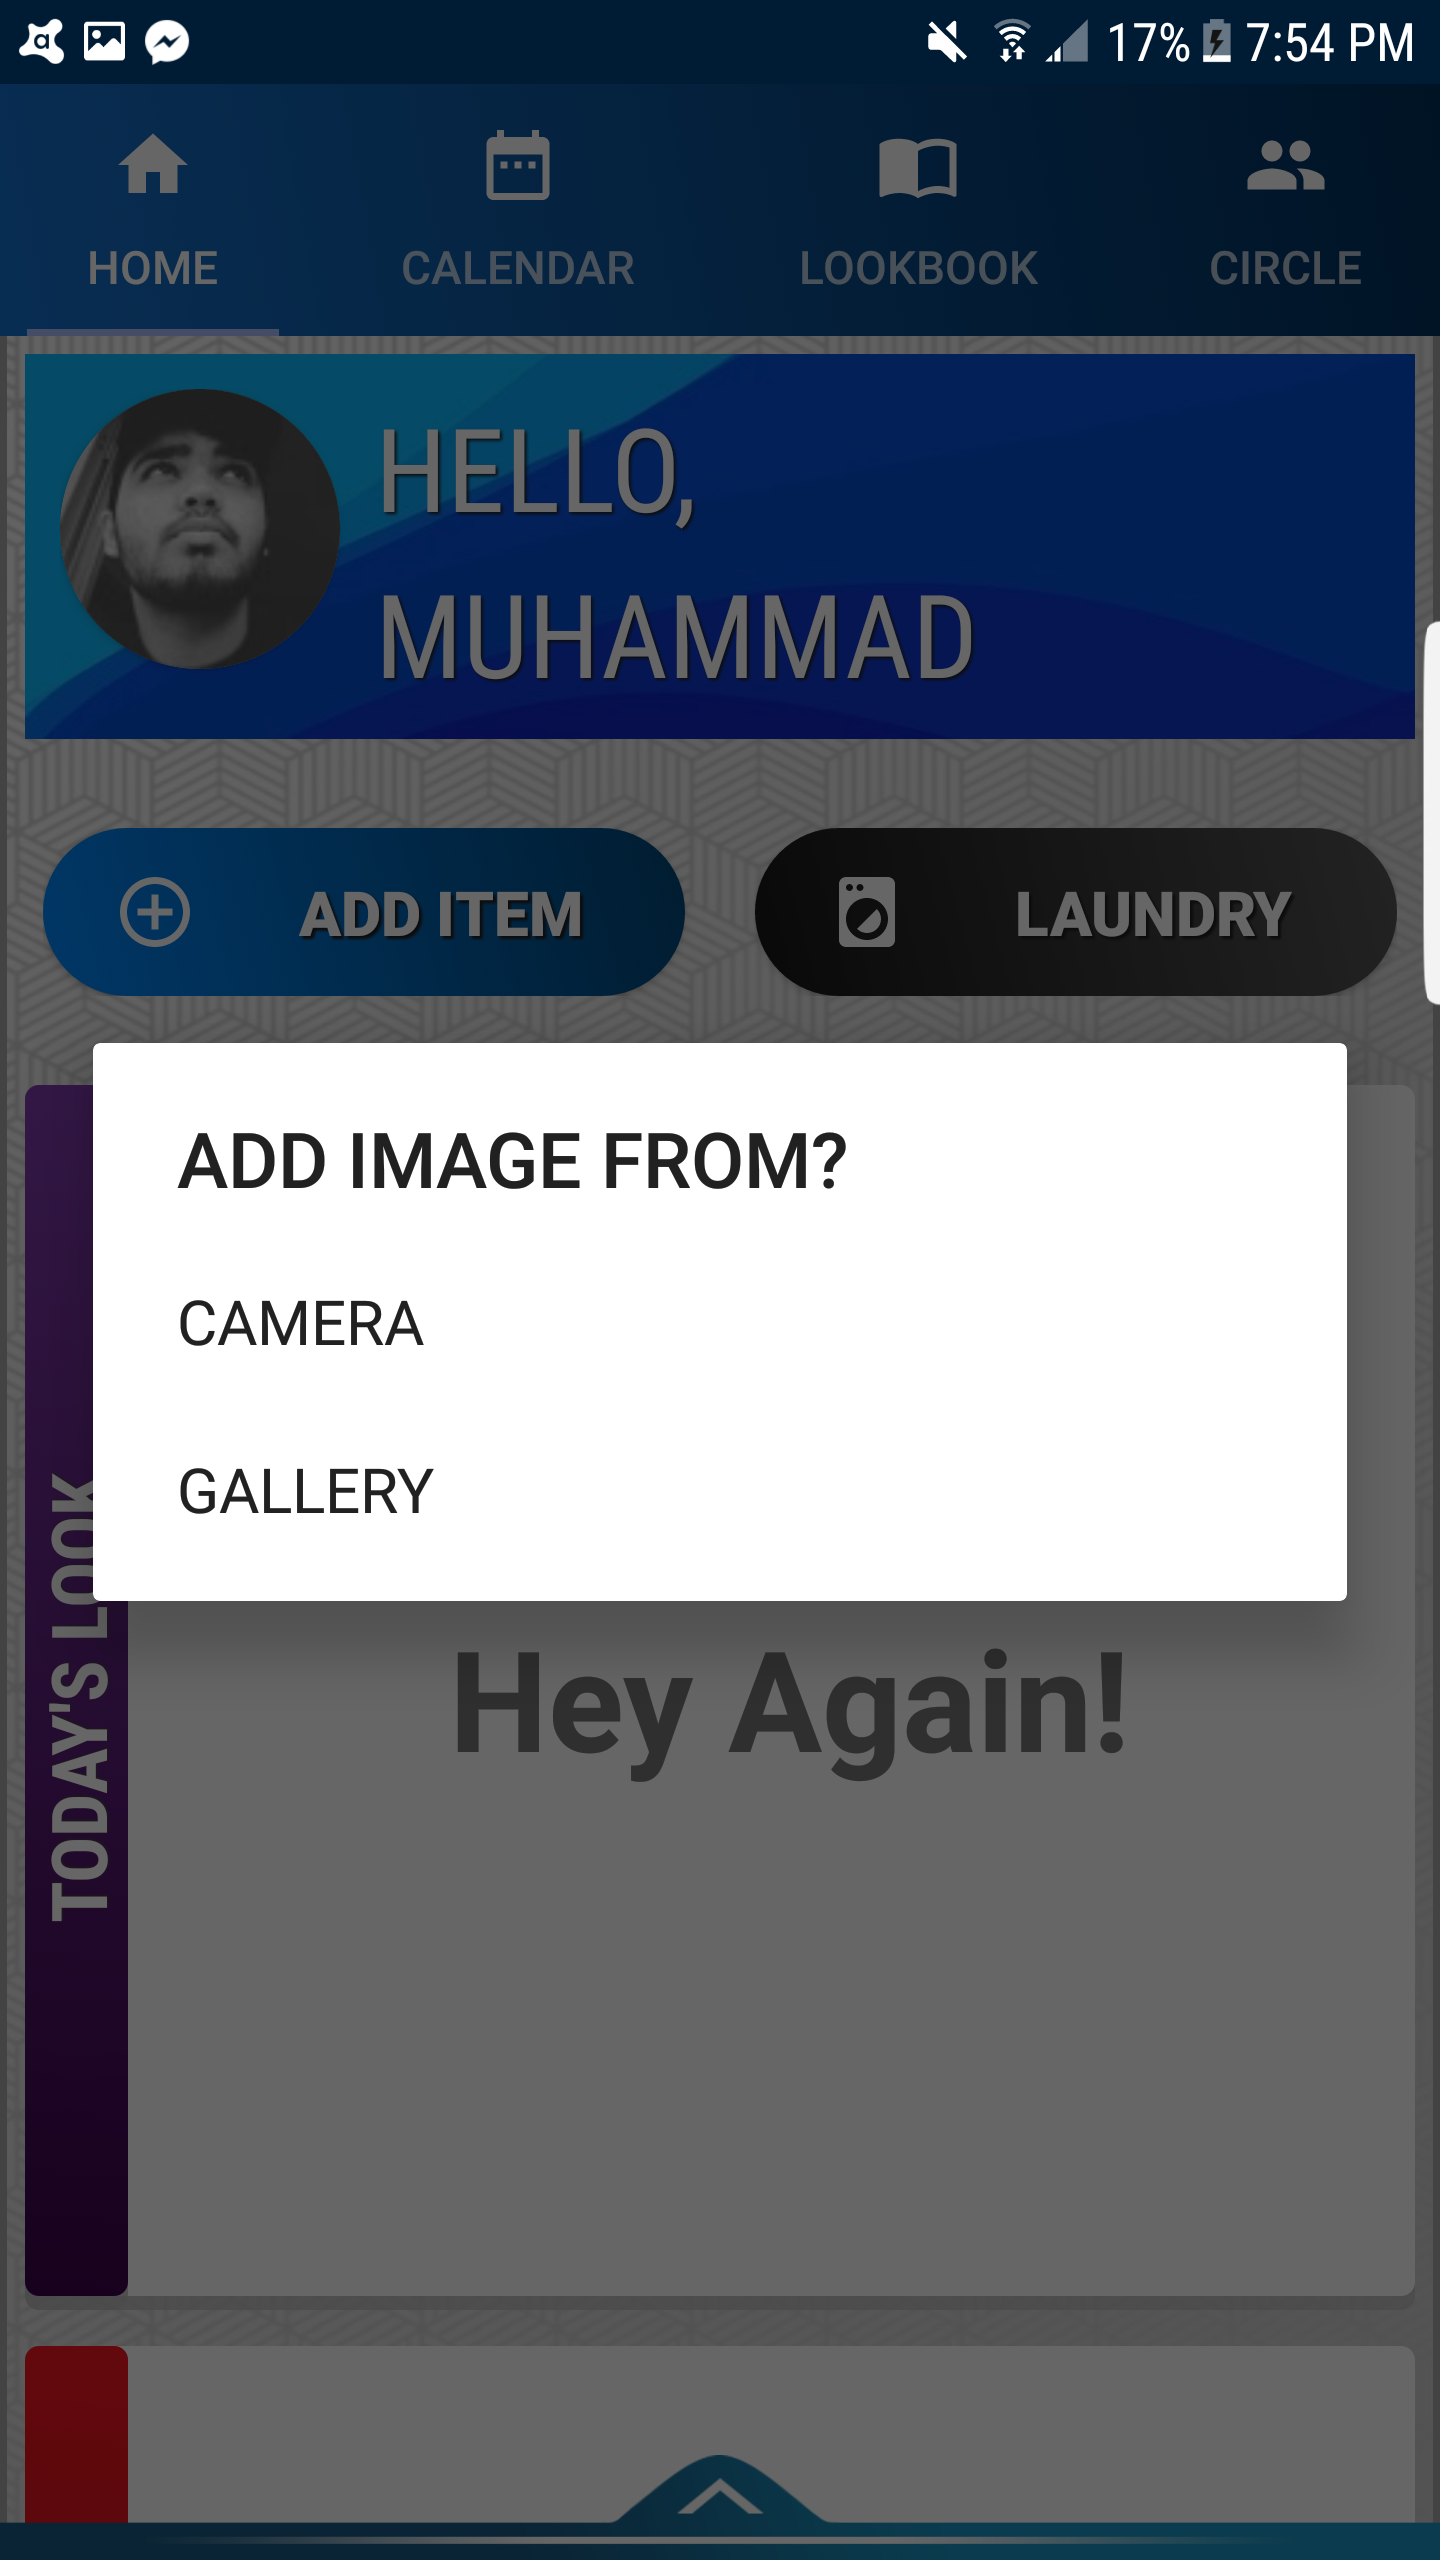 17% 7:54 PM
HOME CALENDAR LOOKBOOK CIRCLE
HELLO,
MUHAMMAD
ADD ITEM
LAUNDRY
ADD IMAGE FROM?
CAMERA
GALLERY
TODAY'S LOOK
Hey Again!